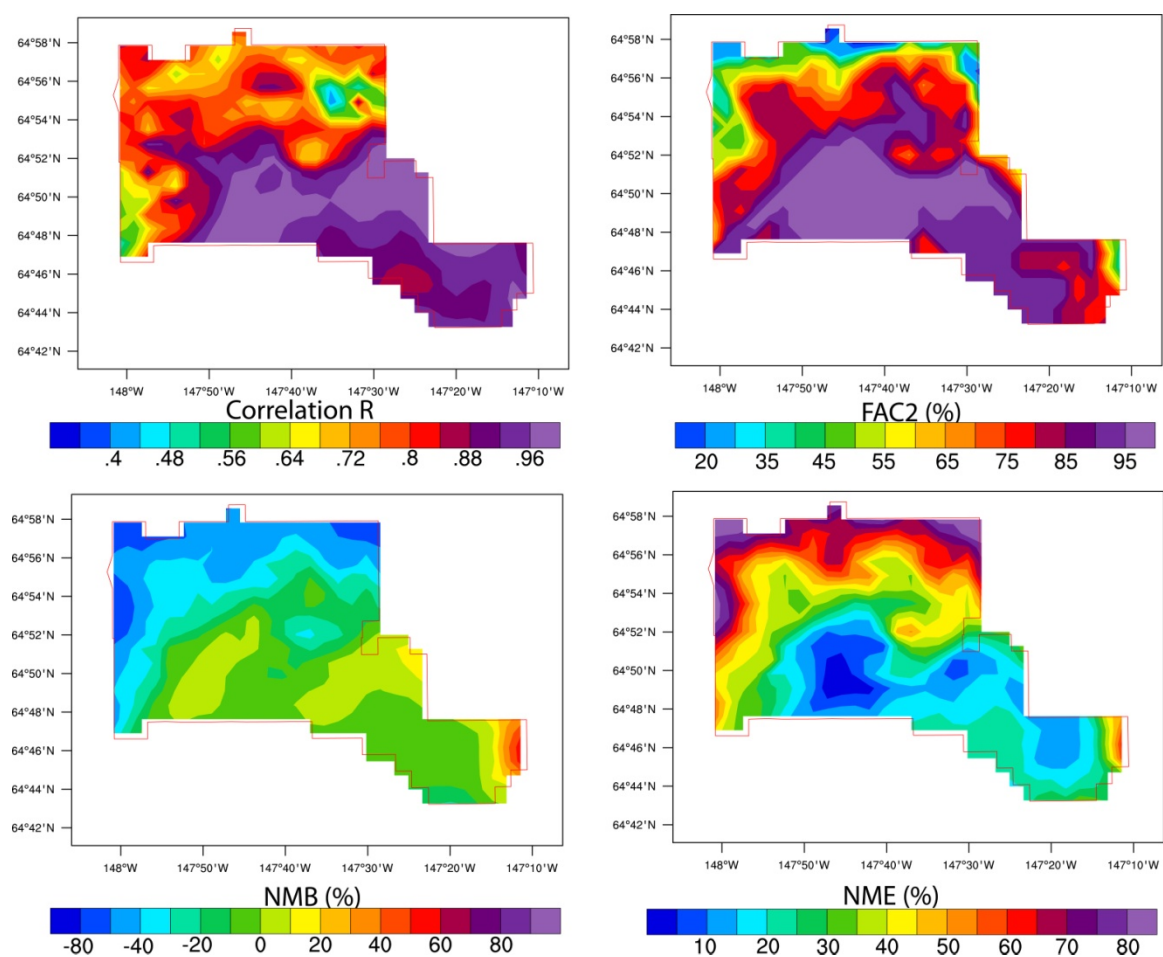 64°58'N
64°56'N
64°54'N
64°52'N
64°50'N
64°48'N
64°46'N
64°44'N
64°42'N
148°W 147°50'W 147°40'W 147°30'W 147°20'W 147°10'W
Correlation R
.4 .48 .56 .64 .72 .8 .88 .96
64°58'N
64°56'N
64°54'N
64°52'N
64°50'N
64°48'N
64°46'N
64°44'N
64°42'N
148°W 147°50'W 147°40'W 147°30'W 147°20'W 147°10'W
FAC2 (%)
20 35 45 55 65 75 85 95
64°58'N
64°56'N
64°54'N
64°52'N
64°50'N
64°48'N
64°46'N
64°44'N
64°42'N
148°W 147°50'W 147°40'W 147°30'W 147°20'W 147°10'W
NMB (%)
-80 -40 -20 0 20 40 60 80
64°58'N
64°56'N
64°54'N
64°52'N
64°50'N
64°48'N
64°46'N
64°44'N
64°42'N
148°W 147°50'W 147°40'W 147°30'W 147°20'W 147°10'W
NME (%)
10 20 30 40 50 60 70 80